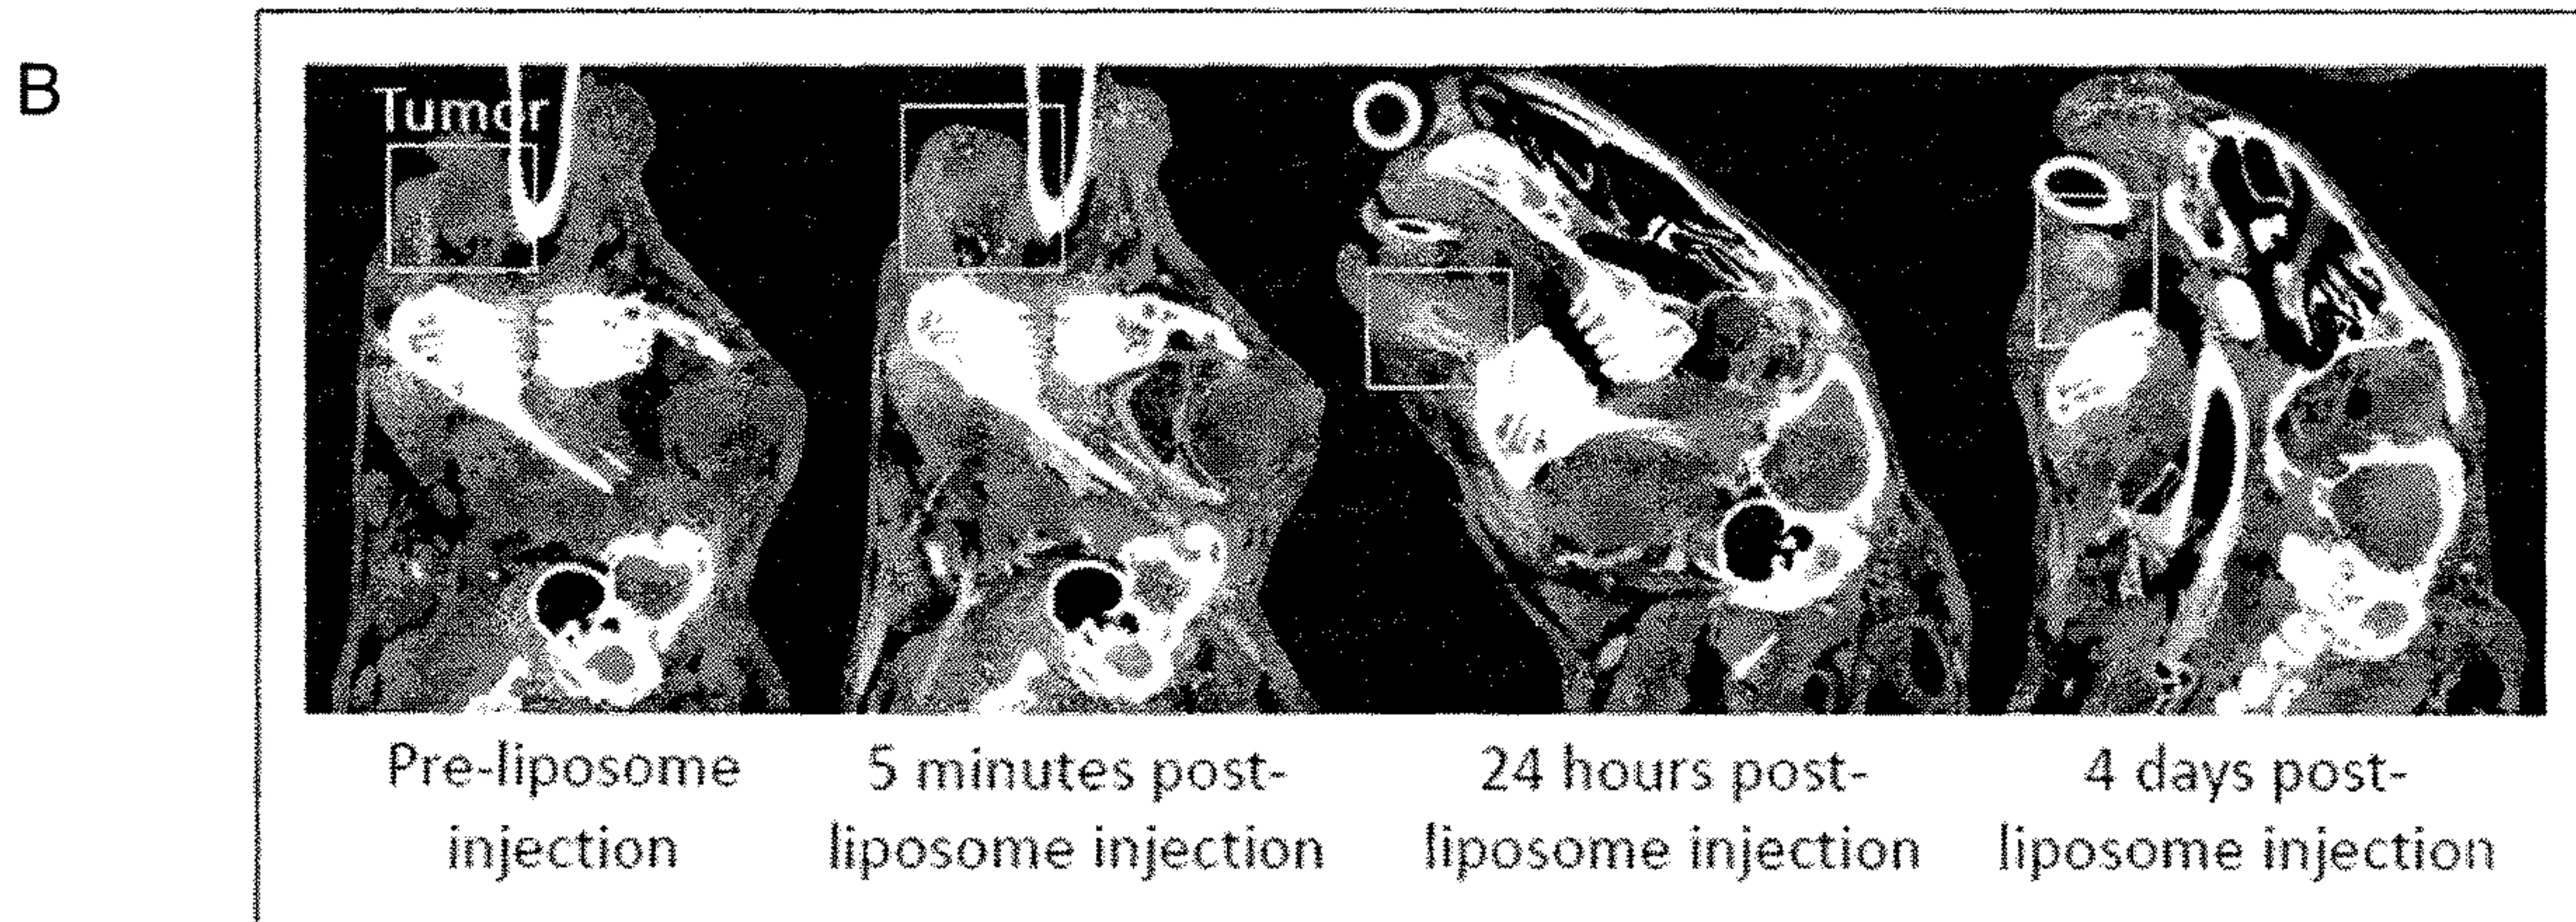 B
Tumor
Pre-liposome
injection
5 minutes post-
liposome injection
24 hours post-
liposome injection
4 days post-
liposome injection